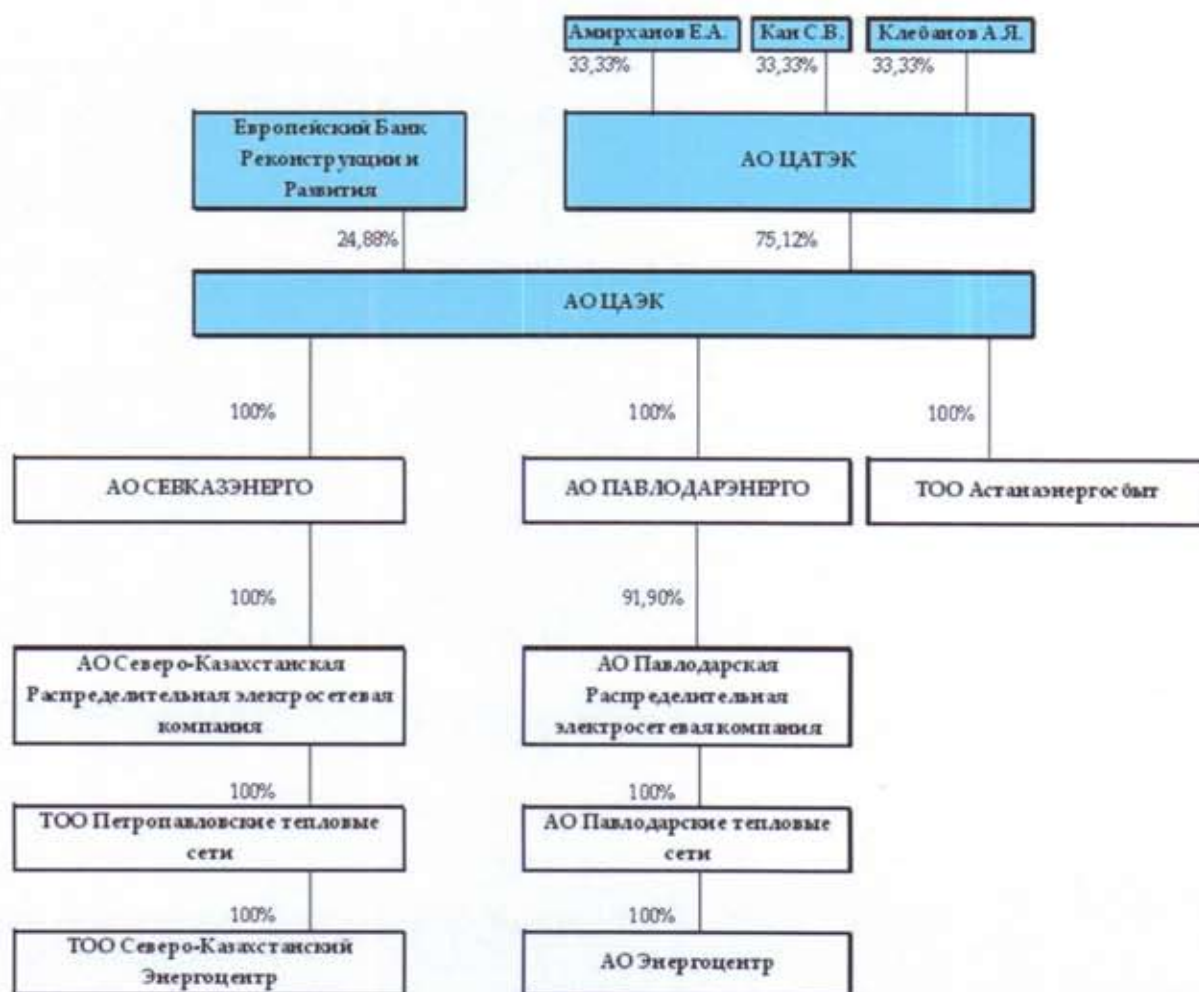 Амирханов Е.А.
Кан С.В.
Клебанов А.Я.
33,33%
33,33%
33,33%
Европейский Банк
Реконструкции и
Развития
АО ЦАТЭК
24,88%
75,12%
АО ЦАЭК
100%
100%
100%
АО СЕВКАЗЭНЕРГО
АО ПАВЛОДАРЭНЕРГО
ТОО Астанаэнергосбыт
100%
91,90%
АО Северо-Казахстанская
Распределительная электросетевая
компания
АО Павлодарская
Распределительная
электросетевая компания
100%
100%
ТОО Петропавловские тепловые
сети
АО Павлодарские тепловые
сети
100%
100%
ТОО Северо-Казахстанский
Энергоцентр
АО Энергоцентр